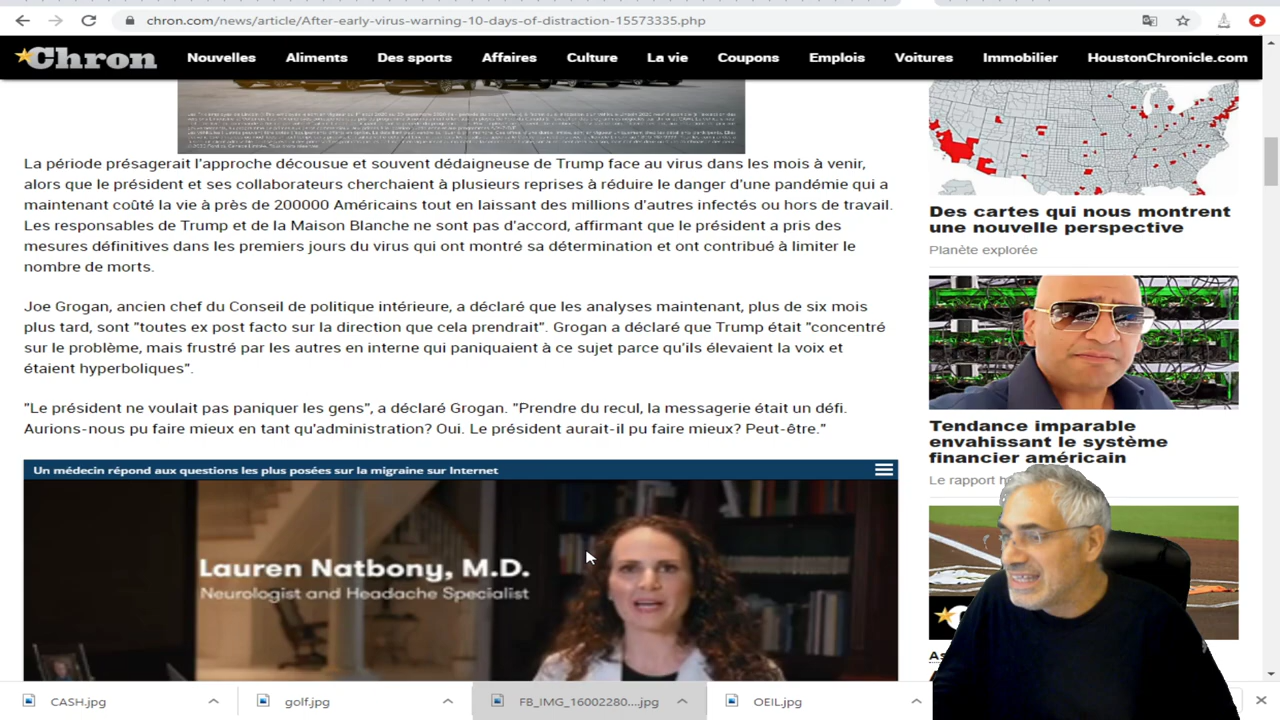 chron.com/news/article/After-early-virus-warning-10-days-of-distraction-15573335.php
Chron
Nouvelles
Aliments
Des sports
Affaires
Culture
La vie
Coupons
Emplois
Voitures
Immobilier
HoustonChronicle.com
La période présagerait l'approche décousue et souvent dédaigneuse de Trump face au virus dans les mois à venir,
alors que le président et ses collaborateurs cherchaient à plusieurs reprises à réduire le danger d'une pandémie qui a
maintenant coûté la vie à près de 200000 Américains tout en laissant des millions d'autres infectés ou hors de travail.
Les responsables de Trump et de la Maison Blanche ne sont pas d'accord, affirmant que le président a pris des
mesures définitives dans les premiers jours du virus qui ont montré sa détermination et ont contribué à limiter le
nombre de morts.
Joe Grogan, ancien chef du Conseil de politique intérieure, a déclaré que les analyses maintenant, plus de six mois
plus tard, sont "toutes ex post facto sur la direction que cela prendrait". Grogan a déclaré que Trump était "concentré
sur le problème, mais frustré par les autres en interne qui paniquaient à ce sujet parce qu'ils élevaient la voix et
étaient hyperboliques".
"Le président ne voulait pas paniquer les gens", a déclaré Grogan. "Prendre du recul, la messagerie était un défi.
Aurions-nous pu faire mieux en tant qu'administration? Oui. Le président aurait-il pu faire mieux? Peut-être."
Un médecin répond aux questions les plus posées sur la migraine sur Internet
Lauren Natbony, M.D.
Neurologist and Headache Specialist
Des cartes qui nous montrent
une nouvelle perspective
Planète explorée
Tendance imparable
envahissant le système
financier américain
Le rapport
CASH.jpg
golf.jpg
FB_IMG_16002280....jpg
OEIL.jpg